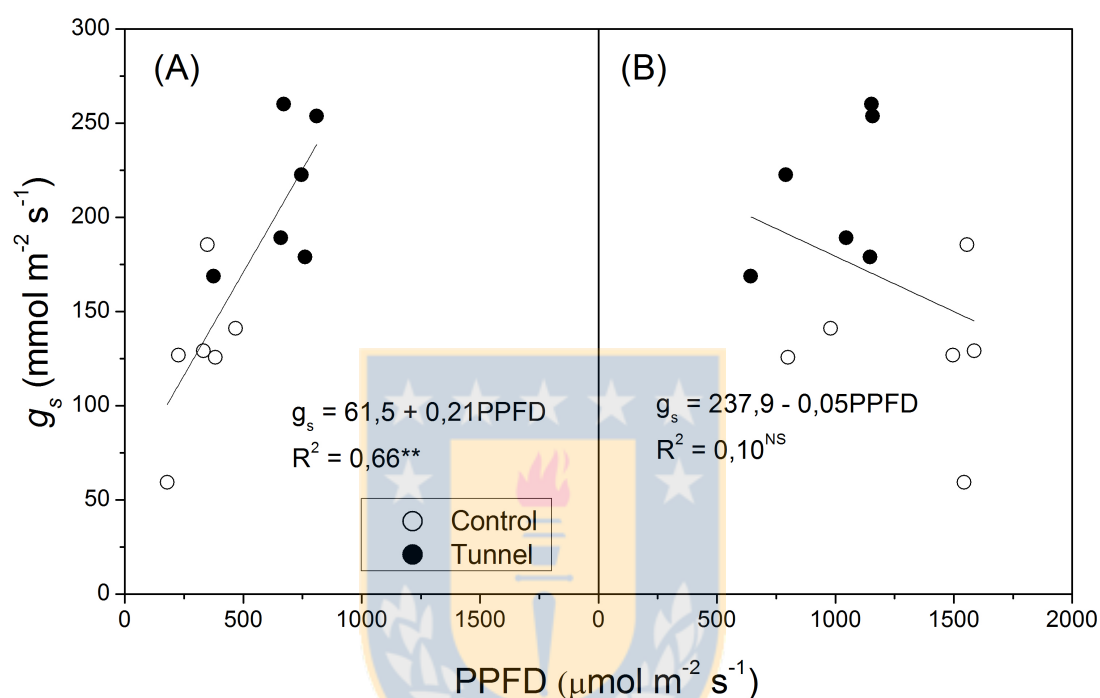 300
250
200
150
100
50
0
g_s (mmol m⁻² s⁻¹)
(A)
g_s = 61,5 + 0,21PPFD
R² = 0,66**
Control
Tunnel
(B)
g_s = 237,9 - 0,05PPFD
R² = 0,10^NS
0 500 1000 1500 0 500 1000 1500 2000
PPFD (μmol m⁻² s⁻¹)